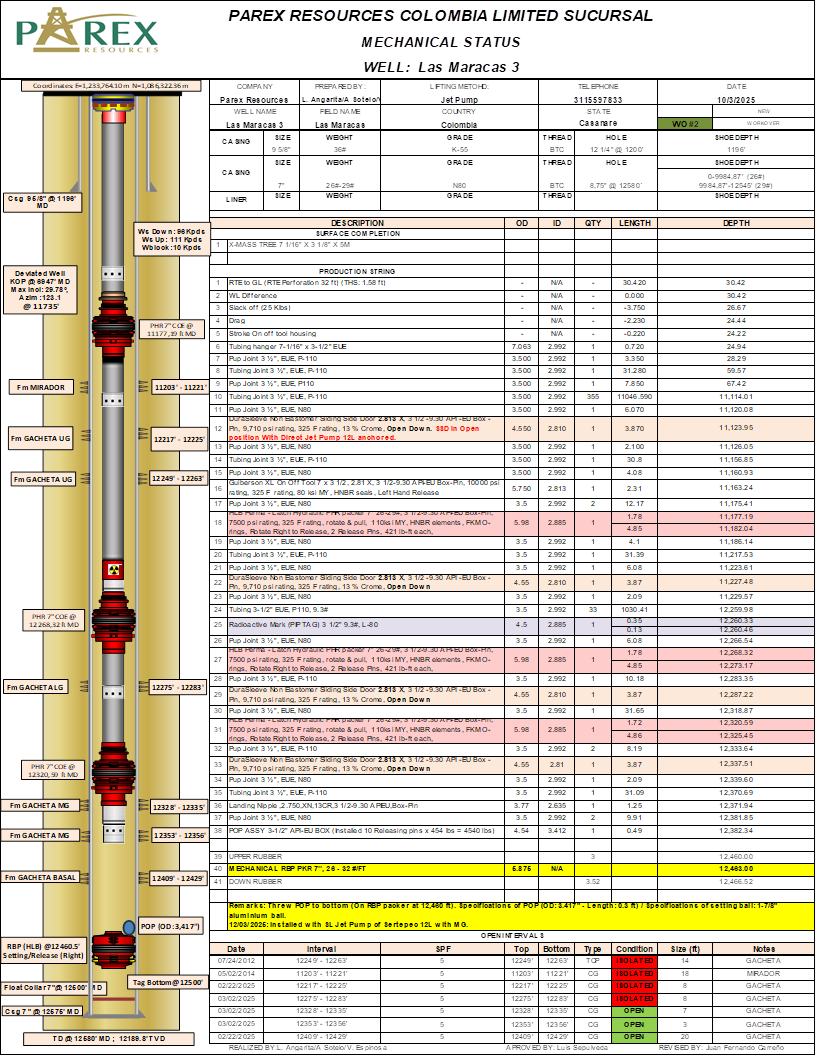 PAREX
RESOURCES
PAREX RESOURCES COLOMBIA LIMITED SUCURSAL
MECHANICAL STATUS
WELL: Las Maracas 3
Coordinates: E=1,233,764.10 m N=1,086,322.36 m
COMPANY PREPARED BY: LIFTING METOHD. TELEPHONE DATE
Parex Resources L. Angarita/A Sotelo/V Jet Pump 3115597833 10/3/2025
WELL NAME FIELD NAME COUNTRY STATE WO #2 NEW
Las Maracas 3 Las Maracas Colombia Casanare WORKOVER
CASING SIZE WEIGHT GRADE THREAD HOLE SHOE DEPTH
9 5/8" 36# K-55 BTC 12 1/4" @ 1200' 1196'
CASING SIZE WEIGHT GRADE THREAD HOLE SHOE DEPTH
7" 26#-29# N80 BTC 8.75" @ 12580' 0-9984.87' (26#)
9984.87'-12545' (29#)
LINER SIZE WEIGHT GRADE THREAD SHOE DEPTH
DESCRIPTION OD ID QTY LENGTH DEPTH
SURFACE COMPLETION
1 X-MASS TREE 7 1/16" X 3 1/8" X 5M
PRODUCTION STRING
1 RTE to GL (RTE Perforation 32 ft) (THS: 1,58 ft) - N/A - 30.420 30.42
2 WL Difference - N/A - 0.000 30.42
3 Slack off (25 Klbs) - N/A - -3.750 26.67
4 Drag - N/A - -2.230 24.44
5 Stroke On off tool housing - N/A - -0.220 24.22
6 Tubing hanger 7-1/16" x 3-1/2" EUE 7.063 2.992 1 0.720 24.94
7 Pup Joint 3 ½", EUE, P-110 3.500 2.992 1 3.350 28.29
8 Tubing Joint 3 ½", EUE, P-110 3.500 2.992 1 31.280 59.57
9 Pup Joint 3 ½", EUE, P110 3.500 2.992 1 7.850 67.42
10 Tubing Joint 3 ½", EUE, P-110 3.500 2.992 355 11046.590 11,114.01
11 Pup Joint 3 ½", EUE, N80 3.500 2.992 1 6.070 11,120.08
12 DuraSleeve Non Elastomer Sliding Side Door 2.813 X, 3 1/2-9.30 API-EU Box - Pin, 9,710 psi rating, 325 F rating, 13 % Crome, Open Down. SSD in Open position With Direct Jet Pump 12L anchored. 4.550 2.810 1 3.870 11,123.95
13 Pup Joint 3 ½", EUE, N80 3.500 2.992 1 2.100 11,126.05
14 Tubing Joint 3 ½", EUE, P-110 3.500 2.992 1 30.8 11,156.85
15 Pup Joint 3 ½", EUE, N80 3.500 2.992 1 4.08 11,160.93
16 Guiberson XL On Off Tool 7 x 3 1/2, 2.81 X, 3 1/2-9.30 API-EU Box-Pin, 10000 psi rating, 325 F rating, 80 ksi MY, HNBR seals, Left Hand Release 5.750 2.813 1 2.31 11,163.24
17 Pup Joint 3 ½", EUE, N80 3.5 2.992 2 12.17 11,175.41
18 HLB Perma - Latch Hydraulic PHR packer 7" 26-29#, 3 1/2-9.30 API-EU Box-Pin, 7500 psi rating, 325 F rating, rotate & pull, 110ksi MY, HNBR elements, FKM O-rings, Rotate Right to Release, 2 Release Pins, 421 lb-ft each, 5.98 2.885 1 1.78 11,177.19
4.85 11,182.04
19 Pup Joint 3 ½", EUE, N80 3.5 2.992 1 4.1 11,186.14
20 Tubing Joint 3 ½", EUE, P-110 3.5 2.992 1 31.39 11,217.53
21 Pup Joint 3 ½", EUE, P-110 3.5 2.992 1 6.08 11,223.61
22 DuraSleeve Non Elastomer Sliding Side Door 2.813 X, 3 1/2-9.30 API-EU Box - Pin, 9,710 psi rating, 325 F rating, 13 % Crome, Open Down 4.55 2.810 1 3.87 11,227.48
23 Pup Joint 3 ½", EUE, N80 3.5 2.992 1 2.09 11,229.57
24 Tubing 3-1/2" EUE, P110, 9.3# 3.5 2.992 33 1030.41 12,259.98
25 Radioactive Mark (PIP TAG) 3 1/2" 9.3#, L-80 4.5 2.885 1 0.35 12,260.33
0.13 12,260.46
26 Pup Joint 3 ½", EUE, N80 3.5 2.992 1 6.08 12,266.54
27 HLB Perma - Latch Hydraulic PHR packer 7" 26-29#, 3 1/2-9.30 API-EU Box-Pin, 7500 psi rating, 325 F rating, rotate & pull, 110ksi MY, HNBR elements, FKM O-rings, Rotate Right to Release, 2 Release Pins, 421 lb-ft each, 5.98 2.885 1 1.78 12,268.32
4.85 12,273.17
28 Pup Joint 3 ½", EUE, P-110 3.5 2.992 1 10.18 12,283.35
29 DuraSleeve Non Elastomer Sliding Side Door 2.813 X, 3 1/2-9.30 API-EU Box - Pin, 9,710 psi rating, 325 F rating, 13 % Crome, Open Down 4.55 2.810 1 3.87 12,287.22
30 Pup Joint 3 ½", EUE, N80 3.5 2.992 1 31.65 12,318.87
31 HLB Perma - Latch Hydraulic PHR packer 7" 26-29#, 3 1/2-9.30 API-EU Box-Pin, 7500 psi rating, 325 F rating, rotate & pull, 110ksi MY, HNBR elements, FKM O-rings, Rotate Right to Release, 2 Release Pins, 421 lb-ft each, 5.98 2.885 1 1.72 12,320.59
4.86 12,325.45
32 Pup Joint 3 ½", EUE, P-110 3.5 2.992 2 8.19 12,333.64
33 DuraSleeve Non Elastomer Sliding Side Door 2.813 X, 3 1/2-9.30 API-EU Box - Pin, 9,710 psi rating, 325 F rating, 13 % Crome, Open Down 4.55 2.81 1 3.87 12,337.51
34 Pup Joint 3 ½", EUE, N80 3.5 2.992 1 2.09 12,339.60
35 Tubing Joint 3 ½", EUE, P-110 3.5 2.992 1 31.09 12,370.69
36 Landing Nipple ,2.750,XN,13CR,3 1/2-9.30 APIEU,Box-Pin 3.77 2.635 1 1.25 12,371.94
37 Pup Joint 3 ½", EUE, N80 3.5 2.992 2 9.91 12,381.85
38 POP ASSY 3-1/2" API-EU BOX (Installed 10 Releasing pins x 454 lbs = 4540 lbs) 4.54 3.412 1 0.49 12,382.34
39 UPPER RUBBER 3 12,460.00
40 MECHANICAL RBP PKR 7", 26 - 32 #/FT 5.875 N/A 12,463.00
41 DOWN RUBBER 3.52 12,466.52
Remarks: Threw POP to bottom (On RBP packer at 12,460 ft). Specifications of POP (OD: 3.417" - Length: 0.3 ft) / Specifications of setting ball: 1-7/8" aluminium ball.
12/03/2026: Installed with SL Jet Pump of Sertepeo 12L with MG.
OPEN INTERVALS
Date Interval SPF Top Bottom Type Condition Size (ft) Notes
07/24/2012 12249' - 12263' 5 12249' 12263' TCP ISOLATED 14 GACHETA
05/02/2014 11203' - 11221' 5 11203' 11221' CG ISOLATED 18 MIRADOR
02/22/2025 12217' - 12225' 5 12217' 12225' CG ISOLATED 8 GACHETA
03/02/2025 12275' - 12283' 5 12275' 12283' CG ISOLATED 8 GACHETA
03/02/2025 12328' - 12335' 5 12328' 12335' CG OPEN 7 GACHETA
03/02/2025 12353' - 12356' 5 12353' 12356' CG OPEN 3 GACHETA
02/22/2025 12409' - 12429' 5 12409' 12429' CG OPEN 20 GACHETA
REALIZED BY:L. Angarita/A Sotelo/V. Espinosa APROVED BY: Luis Sepulveda REVISED BY: Juan Fernando Carreño
Csg 9 5/8" @ 1196' MD
Ws Down: 96 Kpds
Ws Up: 111 Kpds
Wblock:10 Kpds
Deviated Well
KOP @ 6947' MD
Max Incl: 29.78º,
Azim :123.1
@ 11735'
PHR 7" COE @
11177,19 ft MD
Fm MIRADOR
11203' - 11221'
Fm GACHETA UG
12217' - 12225'
Fm GACHETA UG
12249' - 12263'
PHR 7" COE @
12268,32 ft MD
Fm GACHETA LG
12275' - 12283'
PHR 7" COE @
12320,59 ft MD
Fm GACHETA MG
12328' - 12335'
Fm GACHETA MG
12353' - 12356'
Fm GACHETA BASAL
12409' - 12429'
POP (OD:3,417")
RBP (HLB) @12460.5'
Setting/Release (Right)
Tag Bottom @12500'
Float Collar 7"@12500' MD
Csg 7" @ 12575' MD
TD @ 12580' MD ; 12189.8' TVD